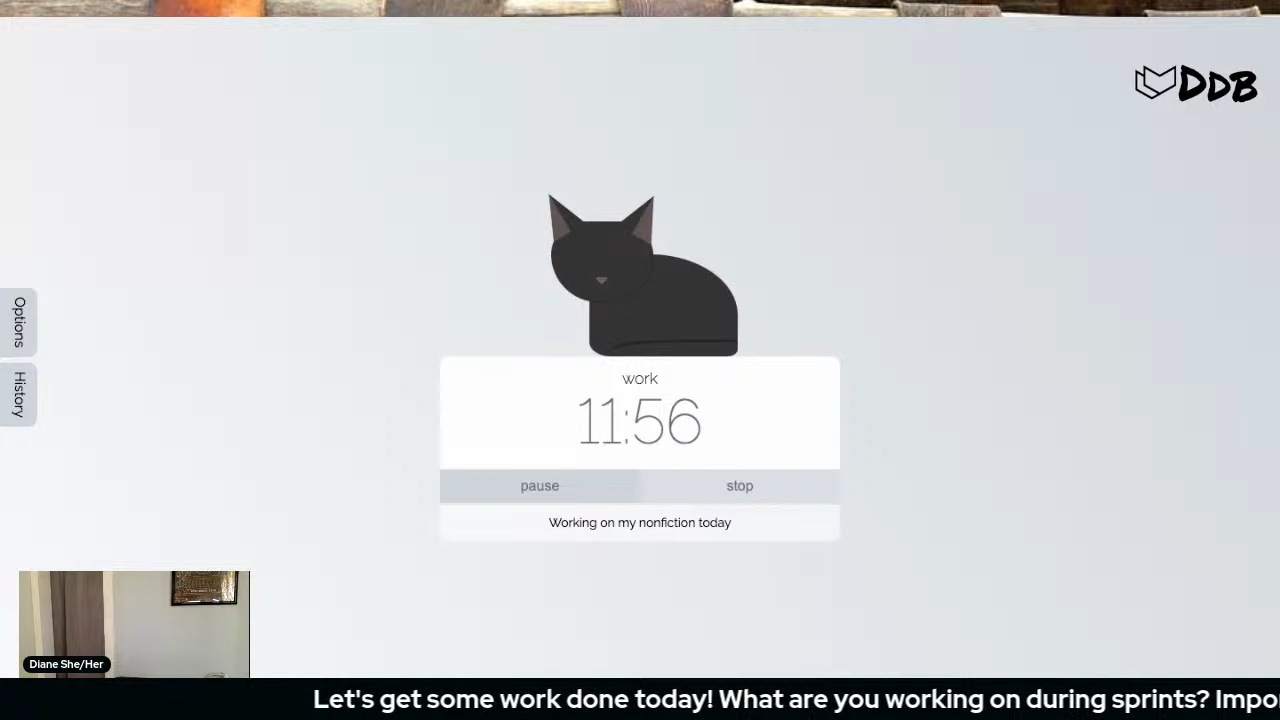 DDB
Options
History
work
11:56
pause
stop
Working on my nonfiction today
Diane She/Her
Let's get some work done today! What are you working on during sprints? Impo